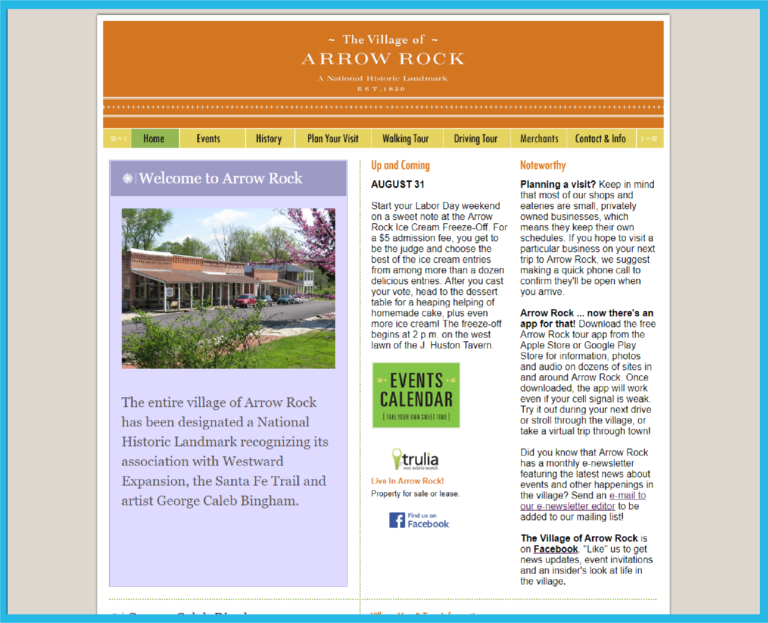 ~ The Village of ~
ARROW ROCK
A National Historic Landmark
EST. 1829
Home Events History Plan Your Visit Walking Tour Driving Tour Merchants Contact & Info
Welcome to Arrow Rock
The entire village of Arrow Rock
has been designated a National
Historic Landmark recognizing its
association with Westward
Expansion, the Santa Fe Trail and
artist George Caleb Bingham.
Up and Coming
AUGUST 31
Start your Labor Day weekend
on a sweet note at the Arrow
Rock Ice Cream Freeze-Off. For
a $5 admission fee, you get to
be the judge and choose the
best of the ice cream entries
from among more than a dozen
delicious entries. After you cast
your vote, head to the dessert
table for a heaping helping of
homemade cake, plus even
more ice cream! The freeze-off
begins at 2 p.m. on the west
lawn of the J. Huston Tavern.
EVENTS
CALENDAR
[ TAKE YOUR OWN SWEET TIME ]
trulia
real estate search
Live In Arrow Rock!
Property for sale or lease.
Find us on
Facebook
Noteworthy
Planning a visit? Keep in mind
that most of our shops and
eateries are small, privately
owned businesses, which
means they keep their own
schedules. If you hope to visit a
particular business on your next
trip to Arrow Rock, we suggest
making a quick phone call to
confirm they'll be open when
you arrive.
Arrow Rock ... now there's an
app for that! Download the free
Arrow Rock tour app from the
Apple Store or Google Play
Store for information, photos
and audio on dozens of sites in
and around Arrow Rock. Once
downloaded, the app will work
even if your cell signal is weak.
Try it out during your next drive
or stroll through the village, or
take a virtual trip through town!
Did you know that Arrow Rock
has a monthly e-newsletter
featuring the latest news about
events and other happenings in
the village? Send an e-mail to
our e-newsletter editor to be
added to our mailing list!
The Village of Arrow Rock is
on Facebook. "Like" us to get
news updates, event invitations
and an insider's look at life in
the village.